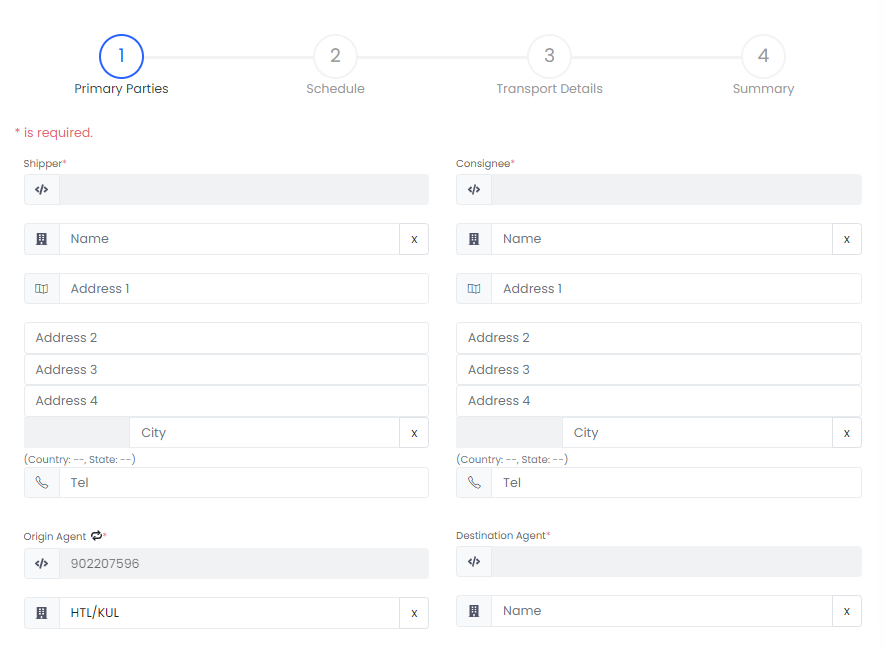 1 2 3 4
Primary Parties Schedule Transport Details Summary
* is required.
Shipper* Consignee*
</> </>
Name x Name x
Address 1 Address 1
Address 2 Address 2
Address 3 Address 3
Address 4 Address 4
City x City x
(Country: --, State: --) (Country: --, State: --)
Tel Tel
Origin Agent * Destination Agent*
</> 902207596 </>
HTL/KUL x Name x